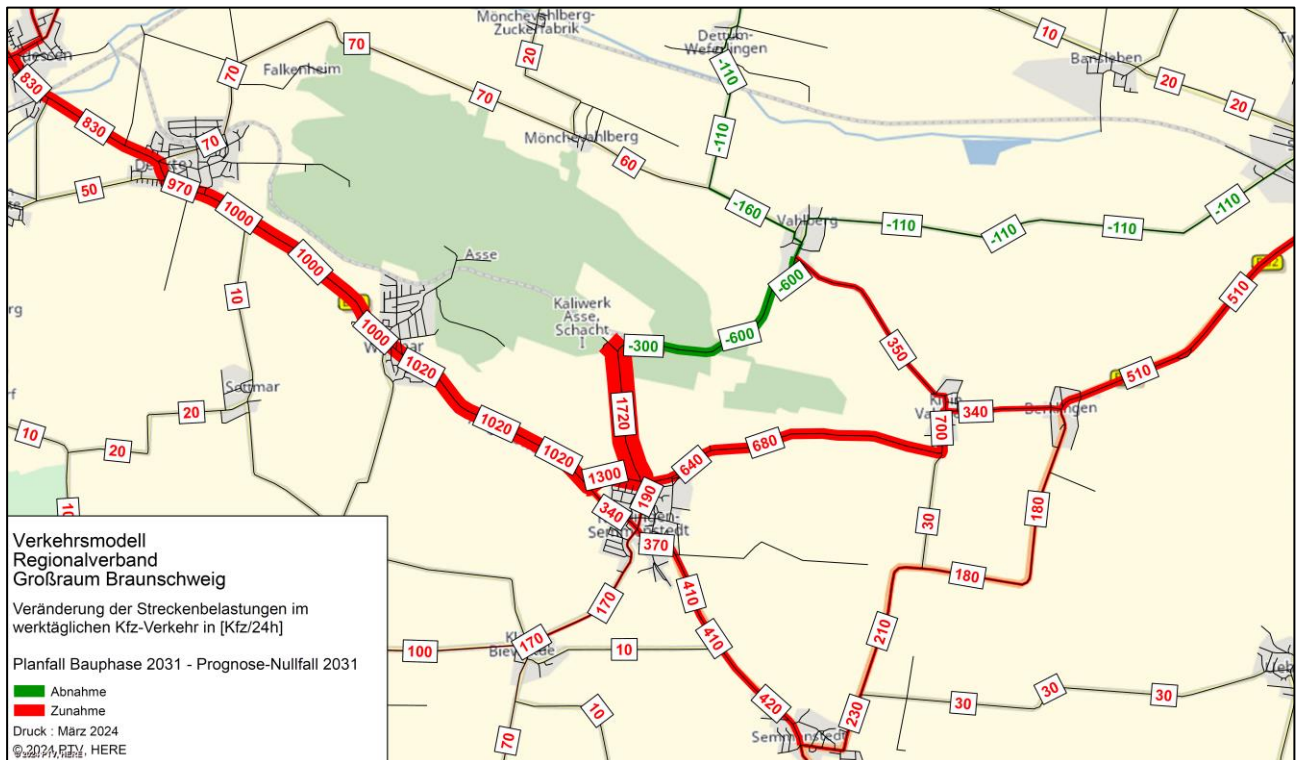 Mönchevahlberg-
Zuckerfabrik
Dettum-
Weferlingen
Bansleben
Falkenheim
Mönchevahlberg
Vahlberg
Asse
Kaliwerk
Asse,
Schacht
I
Sottmar
Semmenstedt
Semmenstedt
830
830
970
1000
1000
1000
1020
1020
1020
1300
340
370
410
410
420
190
1720
640
680
700
340
350
510
510
510
-300
-600
-600
-160
-110
-110
-110
-110
-110
-110
70
70
70
70
60
20
10
20
20
50
10
20
20
10
10
170
170
100
10
10
70
30
180
180
210
230
30
30
30
Verkehrsmodell
Regionalverband
Großraum Braunschweig
Veränderung der Streckenbelastungen im
werktäglichen Kfz-Verkehr in [Kfz/24h]
Planfall Bauphase 2031 - Prognose-Nullfall 2031
Abnahme
Zunahme
Druck : März 2024
© 2024 PTV, HERE